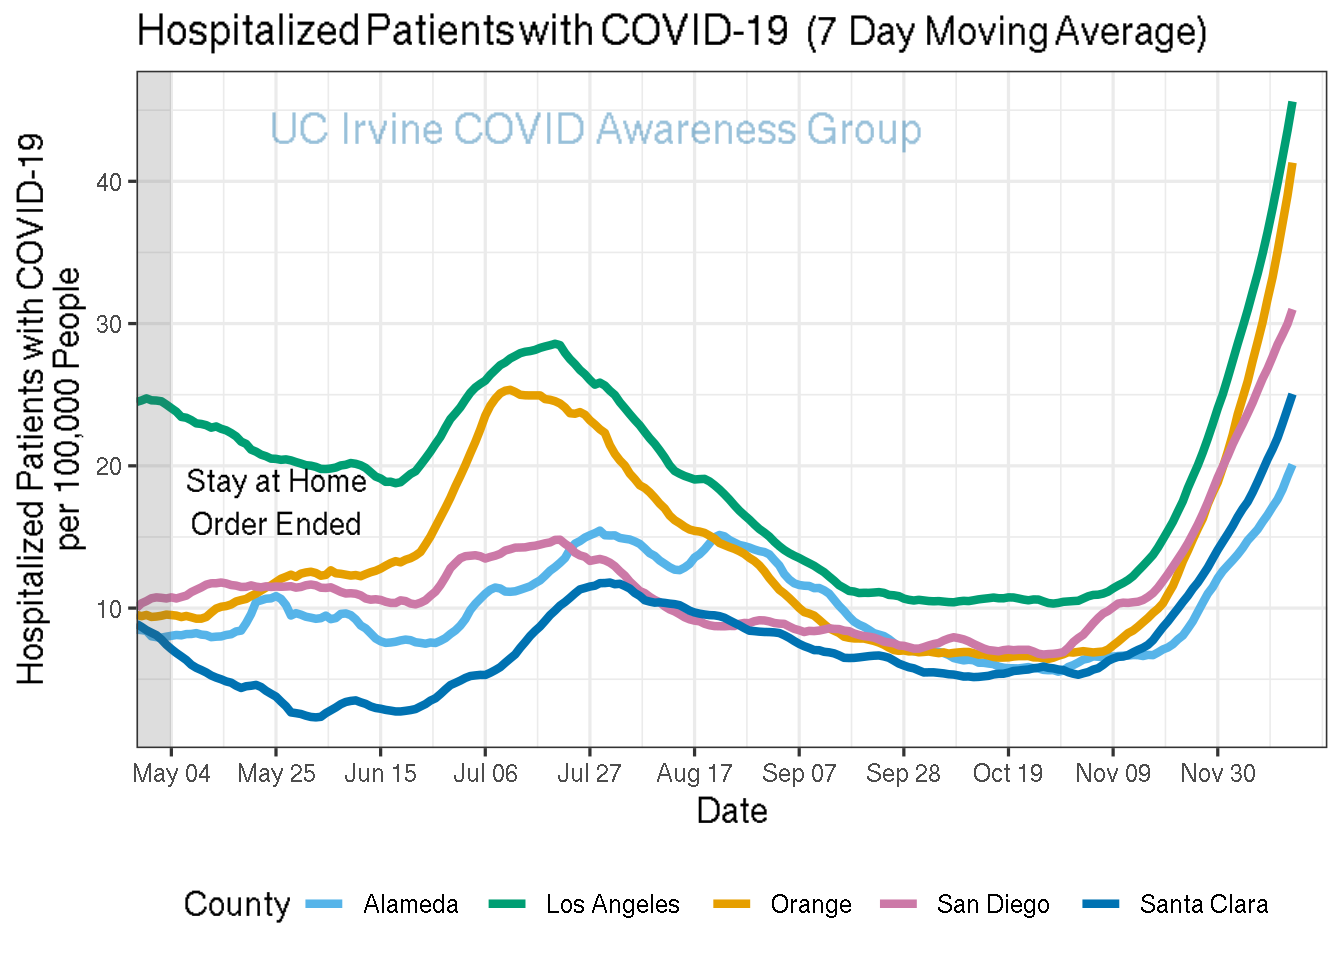 Hospitalized Patients with COVID-19 (7 Day Moving Average)
UC Irvine COVID Awareness Group
Hospitalized Patients with COVID-19
per 100,000 People
40
30
20
10
Stay at Home
Order Ended
May 04 May 25 Jun 15 Jul 06 Jul 27 Aug 17 Sep 07 Sep 28 Oct 19 Nov 09 Nov 30
Date
County Alameda Los Angeles Orange San Diego Santa Clara